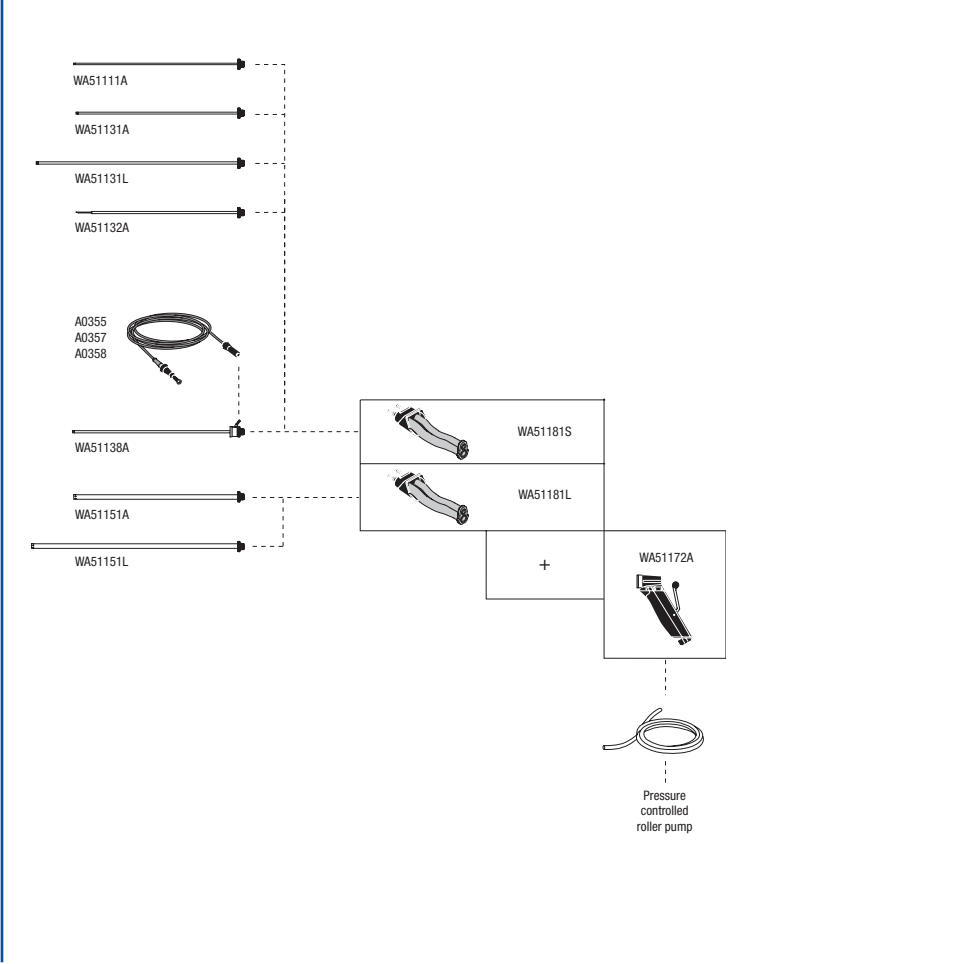 WA51111A
WA51131A
WA51131L
WA51132A
A0355
A0357
A0358
WA51138A
WA51181S
WA51181L
WA51151A
WA51151L
+
WA51172A
Pressure
controlled
roller pump